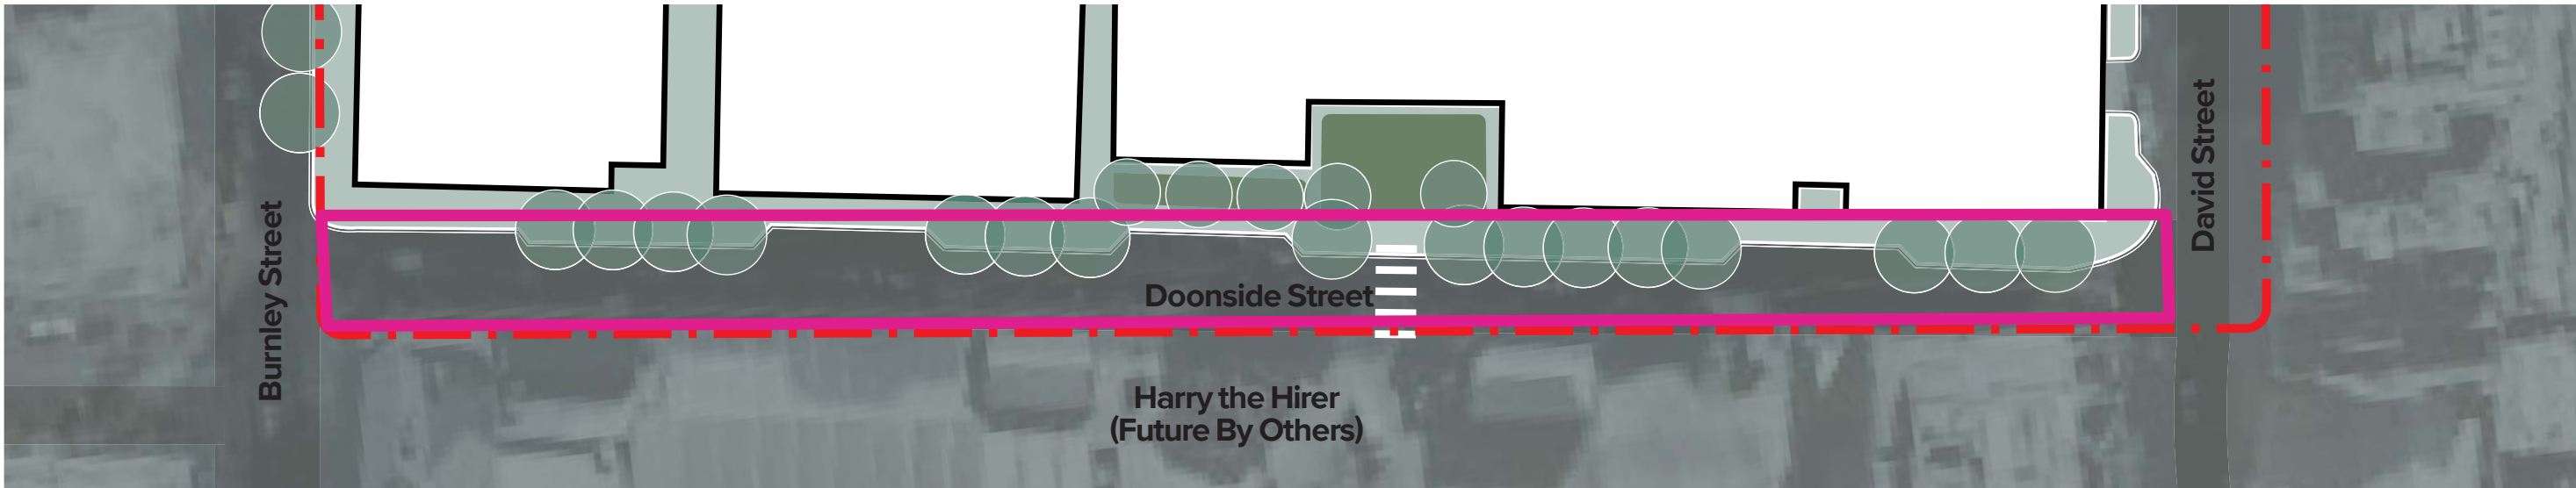 Burnley Street
Doonside Street
David Street
Harry the Hirer
(Future By Others)